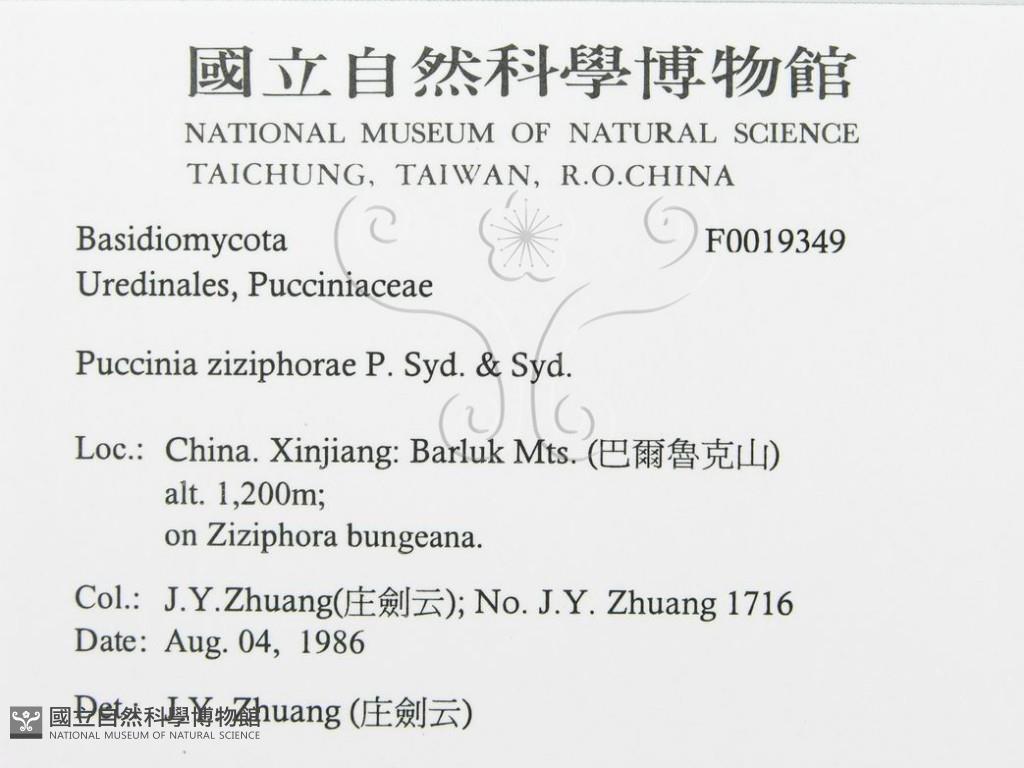 國立自然科學博物館
NATIONAL MUSEUM OF NATURAL SCIENCE
TAICHUNG, TAIWAN, R.O.CHINA
Basidiomycota F0019349
Uredinales, Pucciniaceae
Puccinia ziziphorae P. Syd. & Syd.
Loc.: China. Xinjiang: Barluk Mts. (巴爾魯克山)
alt. 1,200m;
on Ziziphora bungeana.
Col.: J.Y.Zhuang(庄劍云); No. J.Y. Zhuang 1716
Date: Aug. 04, 1986
Det.: J.Y. Zhuang (庄劍云)
國立自然科學博物館
NATIONAL MUSEUM OF NATURAL SCIENCE